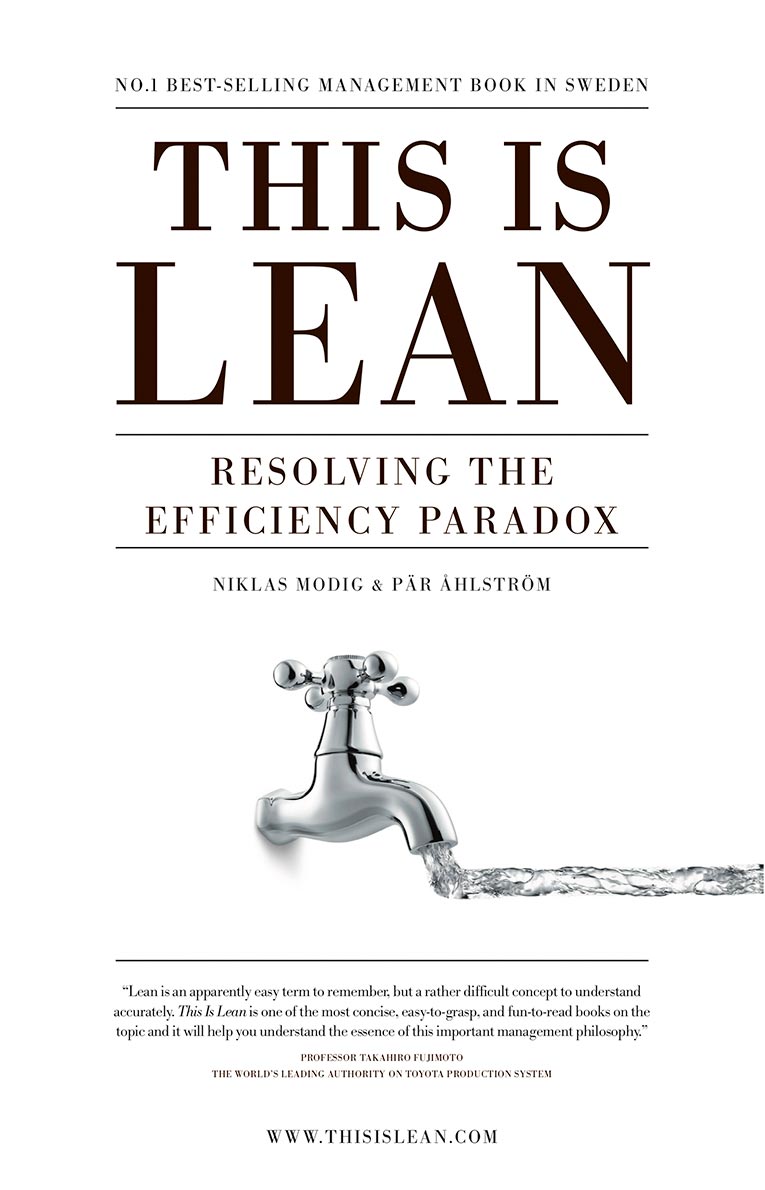 NO.1 BEST-SELLING MANAGEMENT BOOK IN SWEDEN
THIS IS
LEAN
RESOLVING THE
EFFICIENCY PARADOX
NIKLAS MODIG & PÄR ÅHLSTRÖM
“Lean is an apparently easy term to remember, but a rather difficult concept to understand
accurately. This Is Lean is one of the most concise, easy-to-grasp, and fun-to-read books on the
topic and it will help you understand the essence of this important management philosophy.”
PROFESSOR TAKAHIRO FUJIMOTO
THE WORLD’S LEADING AUTHORITY ON TOYOTA PRODUCTION SYSTEM
WWW.THISISLEAN.COM